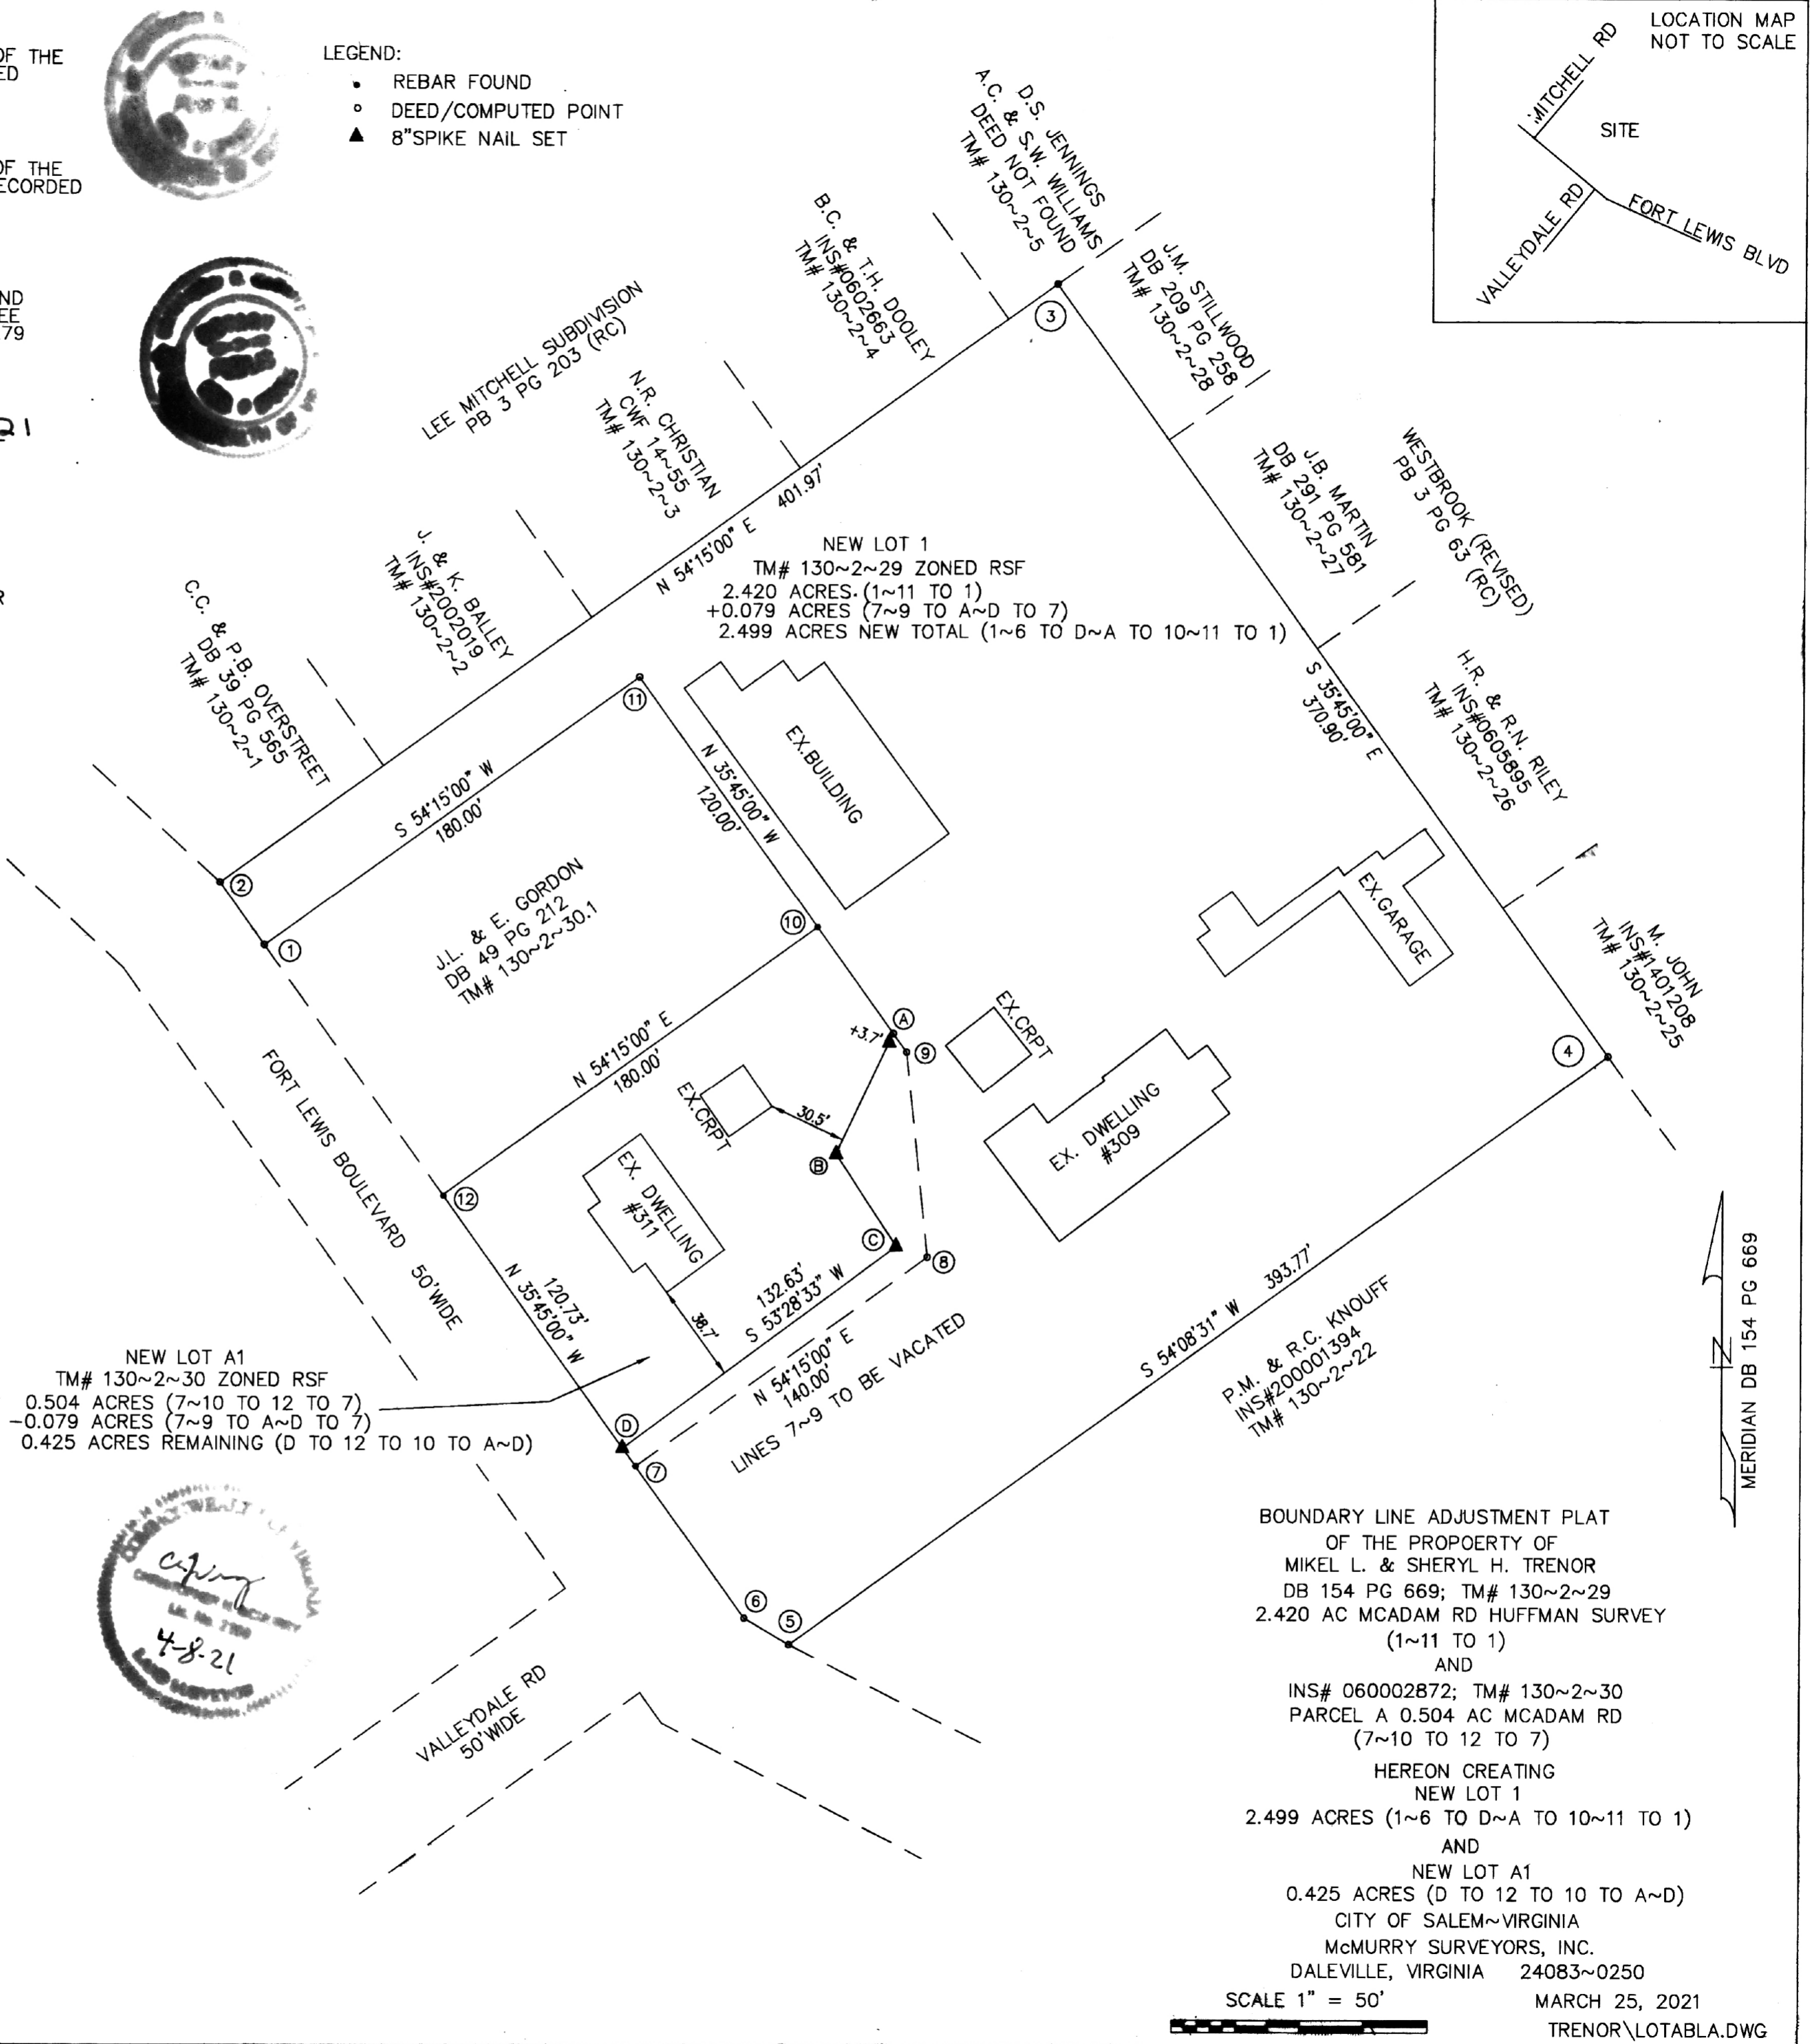 OF THE
ED
OF THE
ECORDED
ND
EE
79
21
R
LEGEND:
REBAR FOUND
DEED/COMPUTED POINT
8"SPIKE NAIL SET
LOCATION MAP
NOT TO SCALE
MITCHELL RD
SITE
VALLEYDALE RD
FORT LEWIS BLVD
D.S. JENNINGS
A.C. & S.W. WILLIAMS
DEED NOT FOUND
TM# 130~2~5
J.M. STILLWOOD
DB 209 PG 258
TM# 130~2~28
B.C. & T.H. DOOLEY
INS#0602663
TM# 130~2~4
LEE MITCHELL SUBDIVISION
PB 3 PG 203 (RC)
N.R. CHRISTIAN
CWF 14~55
TM# 130~2~3
J. & K. BALLEY
INS#2002019
TM# 130~2~2
C.C. & P.B. OVERSTREET
DB 39 PG 565
TM# 130~2~1
J.B. MARTIN
DB 291 PG 581
TM# 130~2~27
WESTBROOK (REVISED)
PB 3 PG 63 (RC)
H.R. & R.N. RILEY
INS#0605895
TM# 130~2~26
M. JOHN
INS#1401208
TM# 130~2~25
3
N 54°15'00" E 401.97'
NEW LOT 1
TM# 130~2~29 ZONED RSF
2.420 ACRES (1~11 TO 1)
+0.079 ACRES (7~9 TO A~D TO 7)
2.499 ACRES NEW TOTAL (1~6 TO D~A TO 10~11 TO 1)
S 35°45'00" E
370.90'
11
S 54°15'00" W
180.00'
N 35°45'00" W
120.00'
EX.BUILDING
2
1
J.L. & E. GORDON
DB 49 PG 212
TM# 130~2~30.1
10
EX.GARAGE
A
+3.7'
9
EX.CRPT
4
N 54°15'00" E
180.00'
EX.CRPT
30.5'
B
EX. DWELLING
#309
FORT LEWIS BOULEVARD 50'WIDE
12
EX. DWELLING
#311
C
8
N 35°45'00" W
120.73'
38.7'
132.63'
S 53°28'33" W
N 54°15'00" E
140.00'
LINES 7~9 TO BE VACATED
S 54°08'31" W 393.77'
P.M. & R.C. KNOUFF
INS#200001394
TM# 130~2~22
NEW LOT A1
TM# 130~2~30 ZONED RSF
0.504 ACRES (7~10 TO 12 TO 7)
-0.079 ACRES (7~9 TO A~D TO 7)
0.425 ACRES REMAINING (D TO 12 TO 10 TO A~D)
D
7
6
5
N
MERIDIAN DB 154 PG 669
4-8-21
LAND SURVEYOR
VALLEYDALE RD
50'WIDE
BOUNDARY LINE ADJUSTMENT PLAT
OF THE PROPOERTY OF
MIKEL L. & SHERYL H. TRENOR
DB 154 PG 669; TM# 130~2~29
2.420 AC MCADAM RD HUFFMAN SURVEY
(1~11 TO 1)
AND
INS# 060002872; TM# 130~2~30
PARCEL A 0.504 AC MCADAM RD
(7~10 TO 12 TO 7)
HEREON CREATING
NEW LOT 1
2.499 ACRES (1~6 TO D~A TO 10~11 TO 1)
AND
NEW LOT A1
0.425 ACRES (D TO 12 TO 10 TO A~D)
CITY OF SALEM~VIRGINIA
McMURRY SURVEYORS, INC.
DALEVILLE, VIRGINIA 24083~0250
SCALE 1" = 50' MARCH 25, 2021
TRENOR\LOTABLA.DWG